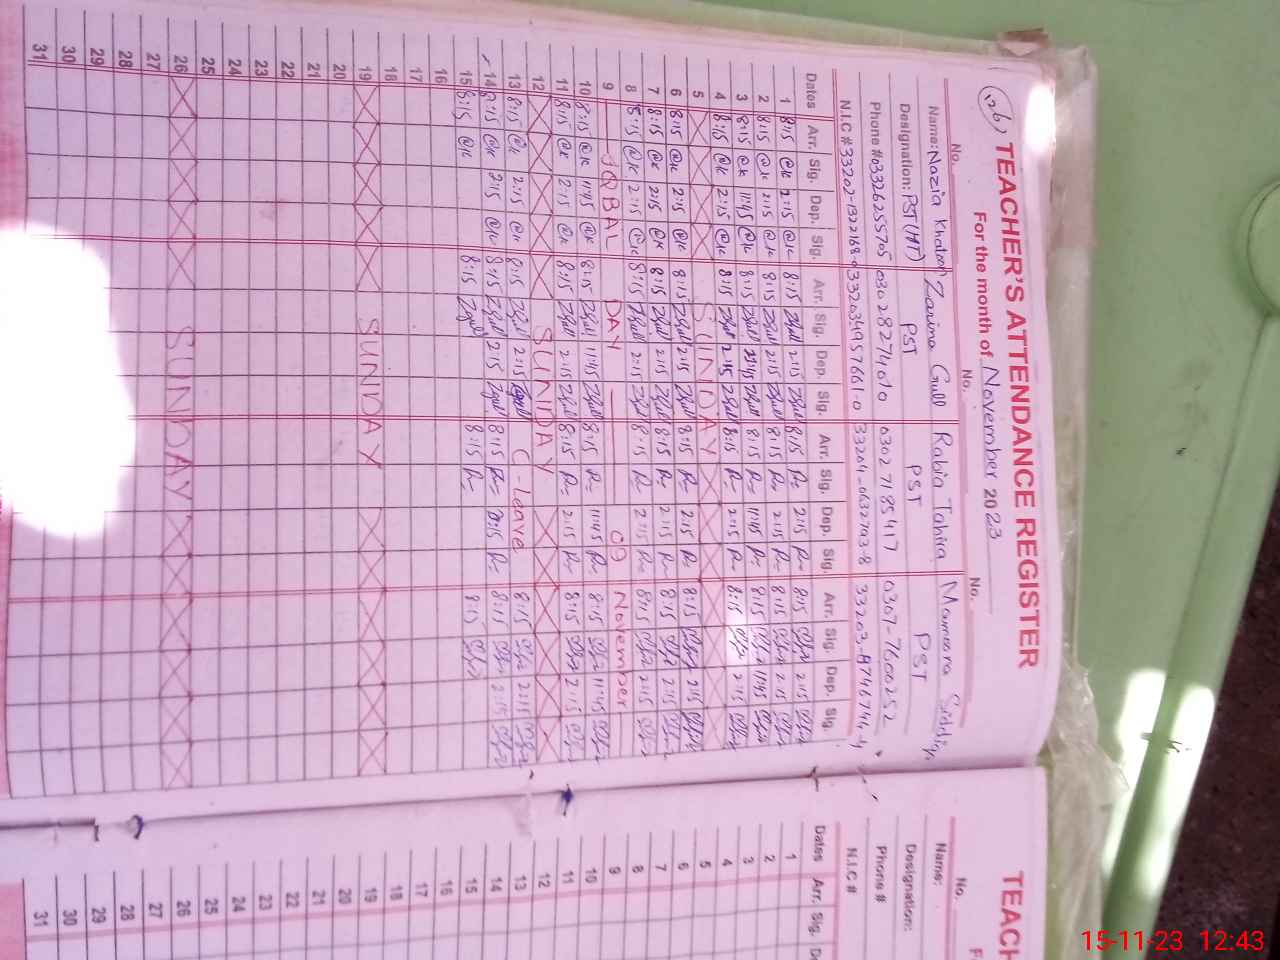 126) TEACHER'S ATTENDANCE REGISTER
For the month of November 2023
No. No. No.
Name: Nazia Khatoon Zarina Gull Rabia Tahira Mamoona Siddiqa
Designation: PST (MT) PST PST PST
Phone # 03326255705 03028271010 03027185417 0307-7600252
N.I.C # 33202-1322168-0 3320349576610 33204-0632793-8 33203-8746744-4
Dates Arr. Sig. Dep. Sig. Arr. Sig. Dep. Sig. Arr. Sig. Dep. Sig. Arr. Sig. Dep. Sig.
1 8:15 2:15 8:15 2:15 8:15 2:15 8:15 2:15
2 8:15 2:15 8:15 2:15 8:15 2:15 8:15 2:15
3 8:15 11:45 8:15 11:45 8:15 11:45 8:15 11:45
4 8:15 2:15 8:15 2:15 8:15 2:15 8:15 2:15
5 SUNDAY
6 8:15 2:15 8:15 2:15 8:15 2:15 8:15 2:15
7 8:15 2:15 8:15 2:15 8:15 2:15 8:15 2:15
8 8:15 2:15 8:15 2:15 8:15 2:15 8:15 2:15
9 IQBAL DAY 09 November
10 8:15 11:45 8:15 11:45 8:15 11:45 8:15 11:45
11 8:15 2:15 8:15 2:15 8:15 2:15 8:15 2:15
12 SUNDAY
13 8:15 2:15 8:15 2:15 C-leave 8:15 2:15
14 8:15 2:15 8:15 2:15 8:15 2:15 8:15 2:15
15 8:15 8:15 8:15 8:15
16
17
18
19 SUNDAY
20
21
22
23
24
25
26 SUNDAY
27
28
29
30
31
TEACH
F
No.
Name:
Designation:
Phone #
N.I.C #
Dates Arr. Sig. D
1
2
3
4
5
6
7
8
9
10
11
12
13
14
15
16
17
18
19
20
21
22
23
24
25
26
27
28
29
30
31
15-11-23 12:43